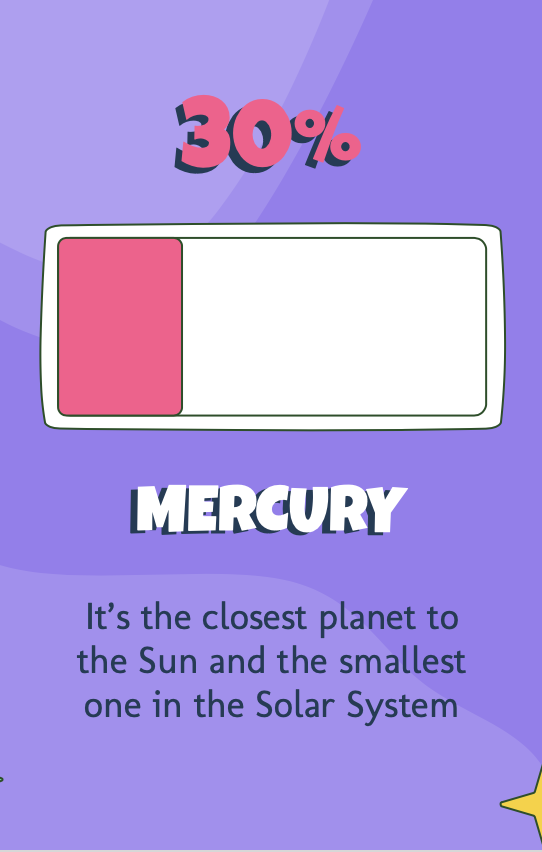 30%
MERCURY
It’s the closest planet to
the Sun and the smallest
one in the Solar System